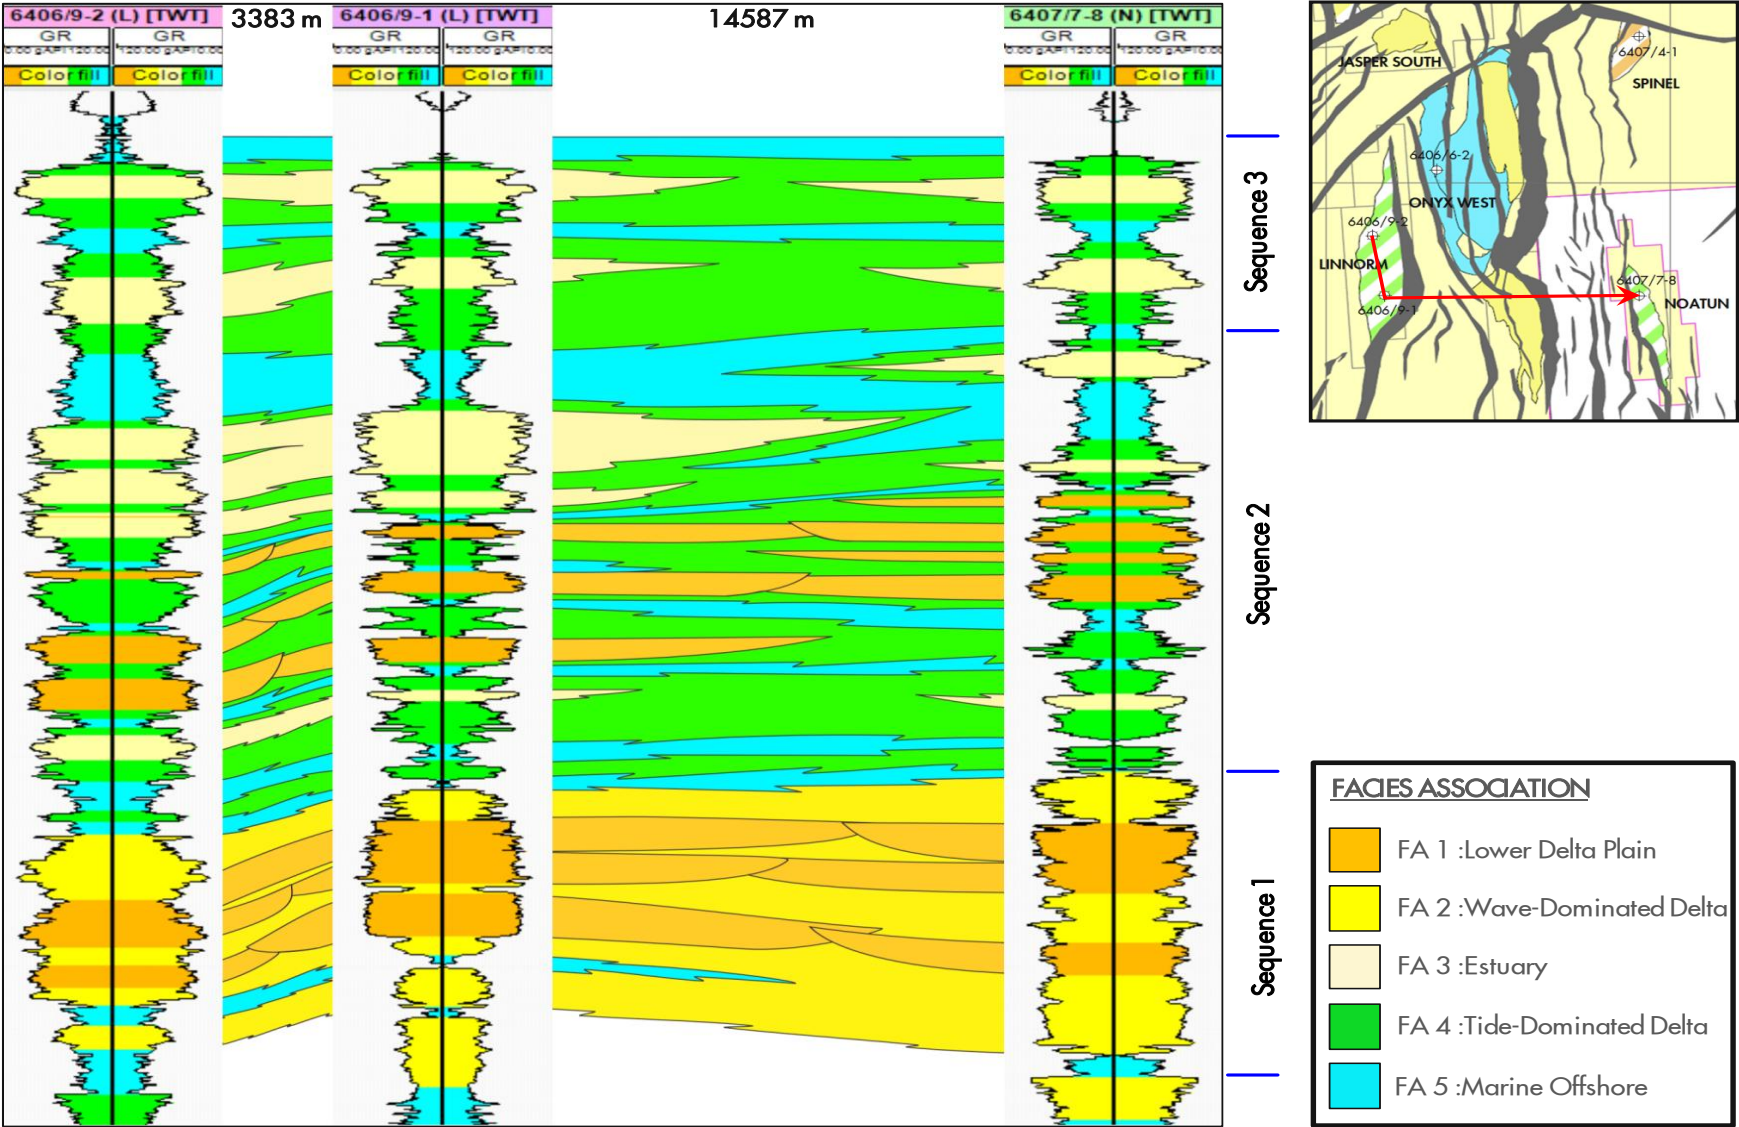 6406/9-2 (L) [TWT]
3383 m
6406/9-1 (L) [TWT]
14587 m
6407/7-8 (N) [TWT]
GR
GR
GR
GR
GR
GR
Color fill
Color fill
Color fill
Color fill
Color fill
Color fill
Sequence 3
Sequence 2
Sequence 1
JASPER SOUTH
6407/4-1
SPINEL
6406/6-2
ONYX WEST
6406/9-2
LINNORM
6406/9-1
6407/7-8
NOATUN
FACIES ASSOCIATION
FA 1 :Lower Delta Plain
FA 2 :Wave-Dominated Delta
FA 3 :Estuary
FA 4 :Tide-Dominated Delta
FA 5 :Marine Offshore